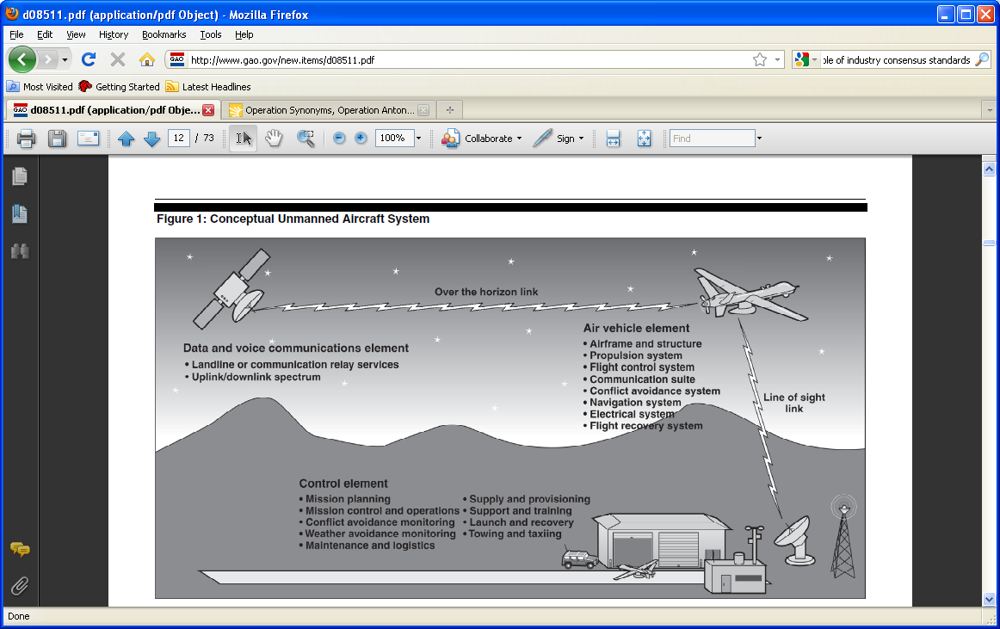 d08511.pdf (application/pdf Object) - Mozilla Firefox
File Edit View History Bookmarks Tools Help
GAO http://www.gao.gov/new.items/d08511.pdf ole of industry consensus standards
Most Visited Getting Started Latest Headlines
GAO d08511.pdf (application/pdf Obje... Operation Synonyms, Operation Anton...
12 / 73 100% Collaborate Sign Find
Figure 1: Conceptual Unmanned Aircraft System
Over the horizon link
Data and voice communications element
• Landline or communication relay services
• Uplink/downlink spectrum
Air vehicle element
• Airframe and structure
• Propulsion system
• Flight control system
• Communication suite
• Conflict avoidance system
• Navigation system
• Electrical system
• Flight recovery system
Line of sight
link
Control element
• Mission planning
• Mission control and operations
• Conflict avoidance monitoring
• Weather avoidance monitoring
• Maintenance and logistics
• Supply and provisioning
• Support and training
• Launch and recovery
• Towing and taxiing
Done